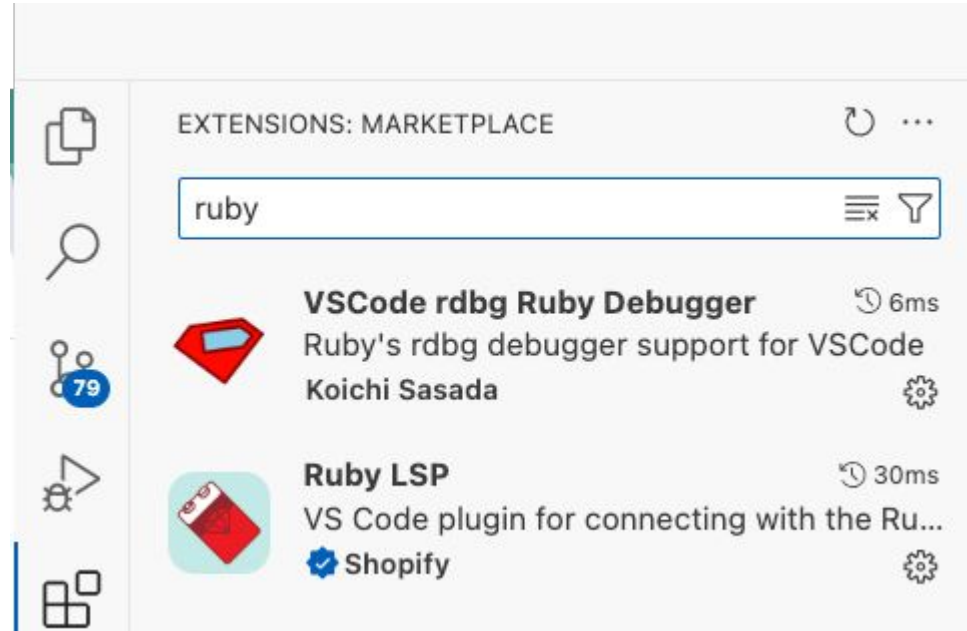 EXTENSIONS: MARKETPLACE
ruby
VSCode rdbg Ruby Debugger 6ms
Ruby's rdbg debugger support for VSCode
Koichi Sasada
79
Ruby LSP 30ms
VS Code plugin for connecting with the Ru...
Shopify